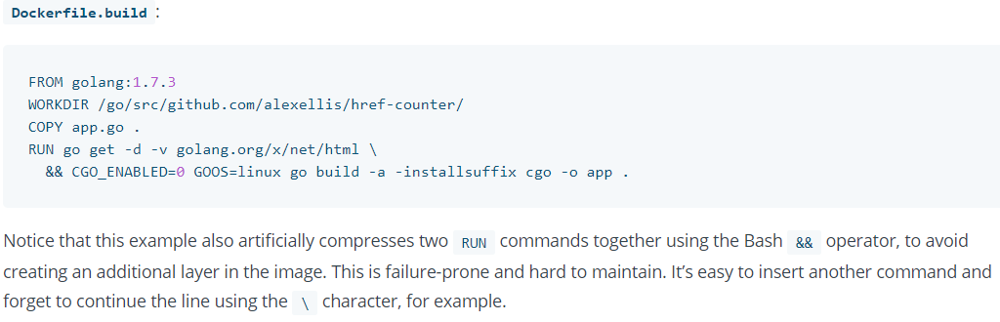 Dockerfile.build :
FROM golang:1.7.3
WORKDIR /go/src/github.com/alexellis/href-counter/
COPY app.go .
RUN go get -d -v golang.org/x/net/html \
  && CGO_ENABLED=0 GOOS=linux go build -a -installsuffix cgo -o app .
Notice that this example also artificially compresses two RUN commands together using the Bash && operator, to avoid
creating an additional layer in the image. This is failure-prone and hard to maintain. It’s easy to insert another command and
forget to continue the line using the \ character, for example.